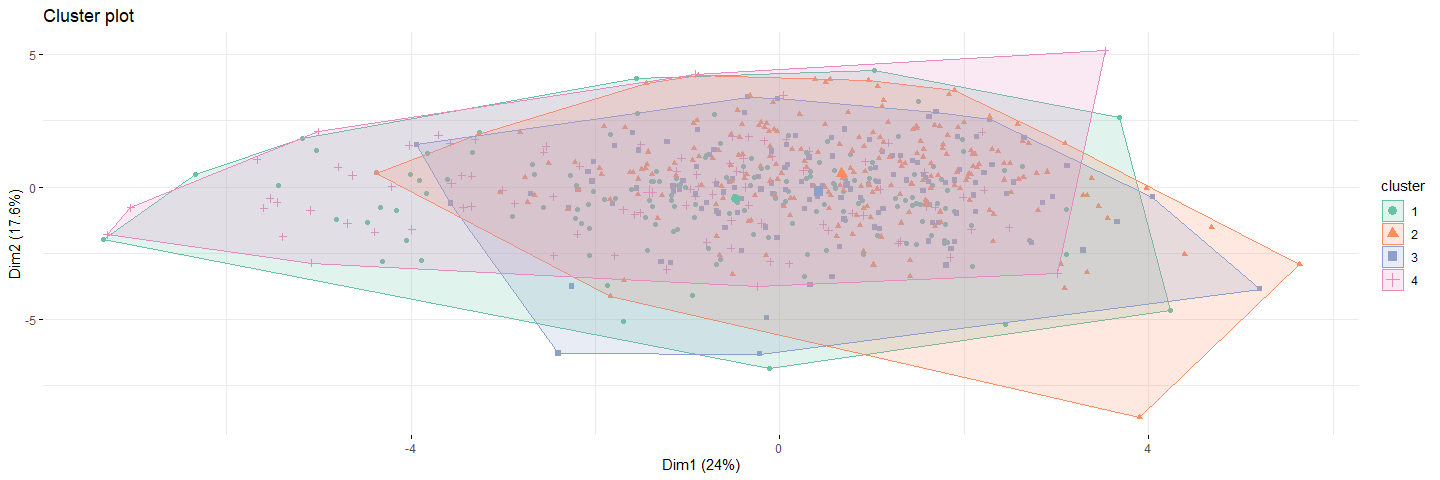 Cluster plot
5
0
-5
Dim2 (17.6%)
-4
0
4
Dim1 (24%)
cluster
1
2
3
4